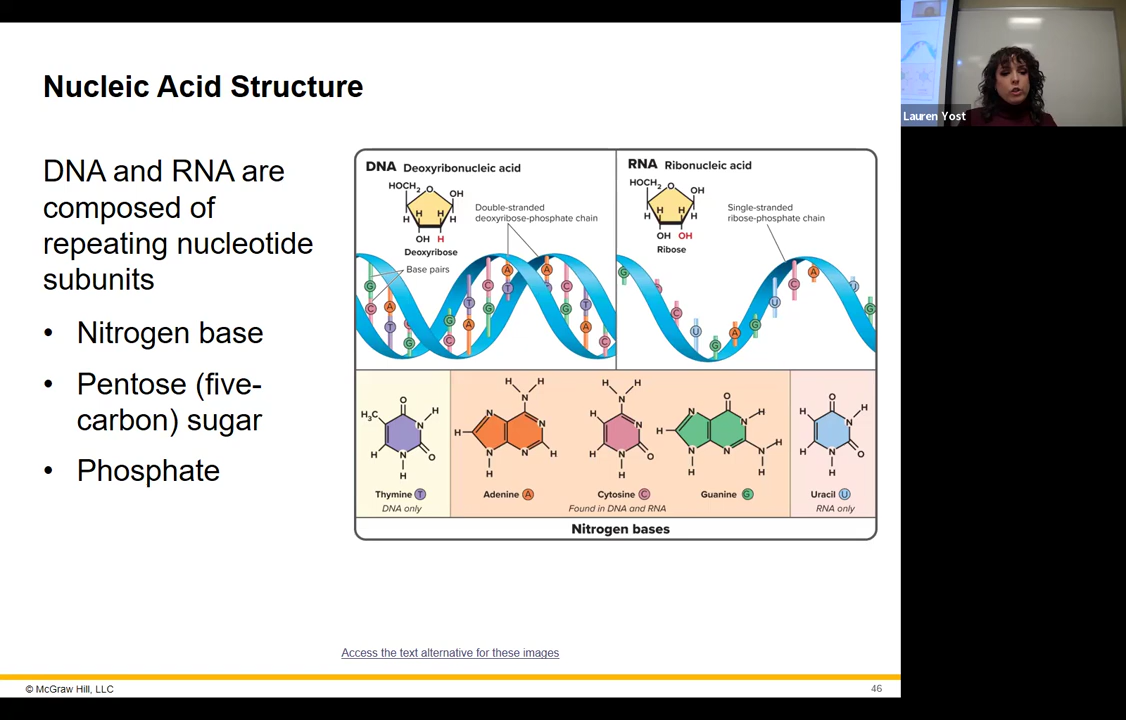 Nucleic Acid Structure
Lauren Yost
DNA and RNA are
composed of
repeating nucleotide
subunits
• Nitrogen base
• Pentose (five-
carbon) sugar
• Phosphate
DNA Deoxyribonucleic acid
HOCH2
O
OH
H
H
H
H
OH
H
Deoxyribose
Double-stranded
deoxyribose-phosphate chain
Base pairs
G
C
A
T
G
G
C
T
A
C
G
A
T
A
C
G
T
A
C
RNA Ribonucleic acid
HOCH2
O
OH
H
H
H
H
OH
OH
Ribose
Single-stranded
ribose-phosphate chain
G
C
U
G
A
G
U
C
A
U
G
O
H3C
H
N
H
N
O
H
Thymine T
DNA only
H
H
N
N
N
H
N
N
H
H
Adenine A
H
H
N
H
N
H
N
O
H
Cytosine C
Found in DNA and RNA
O
N
N
H
H
N
N
N
H
H
H
Guanine G
O
H
N
H
H
N
O
H
Uracil U
RNA only
Nitrogen bases
Access the text alternative for these images
© McGraw Hill, LLC
46